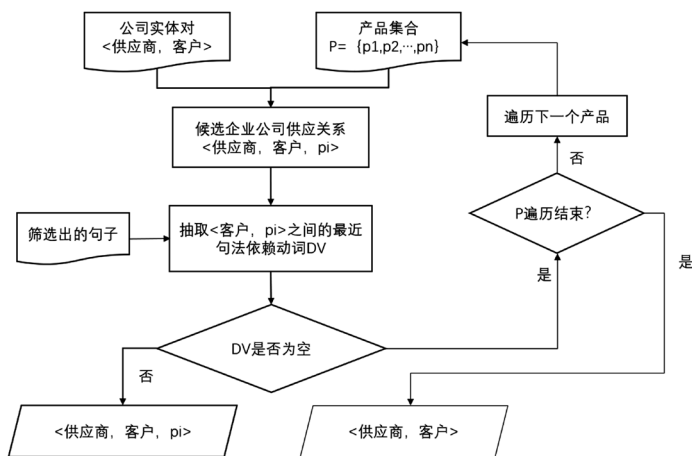 公司实体对
<供应商，客户>
产品集合
P=｛p1,p2,···,pn｝
候选企业公司供应关系
<供应商，客户，pi>
遍历下一个产品
否
筛选出的句子
抽取<客户，pi>之间的最近
句法依赖动词DV
P遍历结束?
是
是
DV是否为空
否
<供应商，客户，pi>
<供应商，客户>